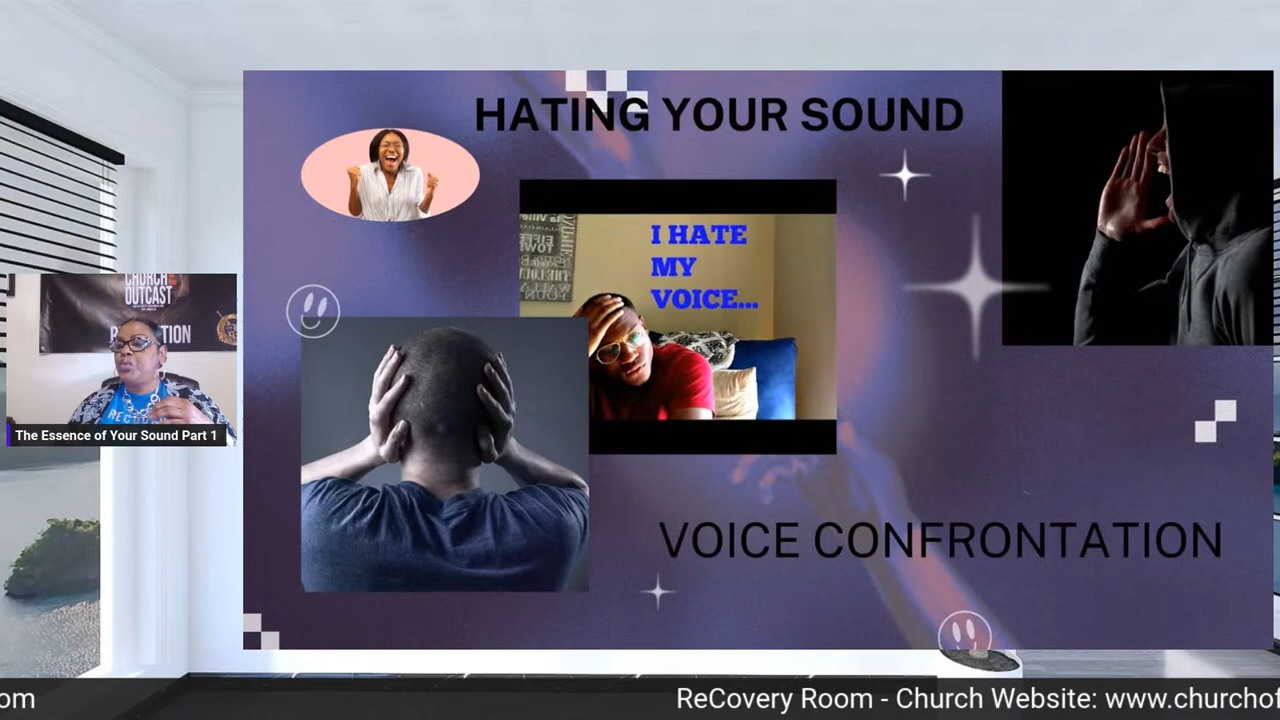 HATING YOUR SOUND
I HATE
MY
VOICE...
CHURCH
OUTCAST
The Essence of Your Sound Part 1
VOICE CONFRONTATION
om
ReCovery Room - Church Website: www.churchof